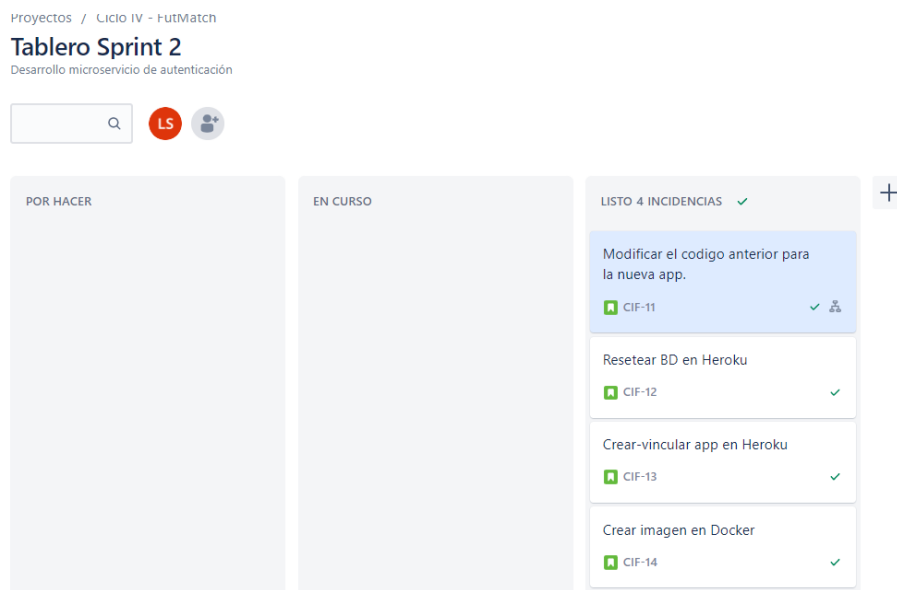 Proyectos / Ciclo IV - FutMatch
Tablero Sprint 2
Desarrollo microservicio de autenticación
LS
POR HACER
EN CURSO
LISTO 4 INCIDENCIAS
Modificar el codigo anterior para
la nueva app.
CIF-11
Resetear BD en Heroku
CIF-12
Crear-vincular app en Heroku
CIF-13
Crear imagen en Docker
CIF-14